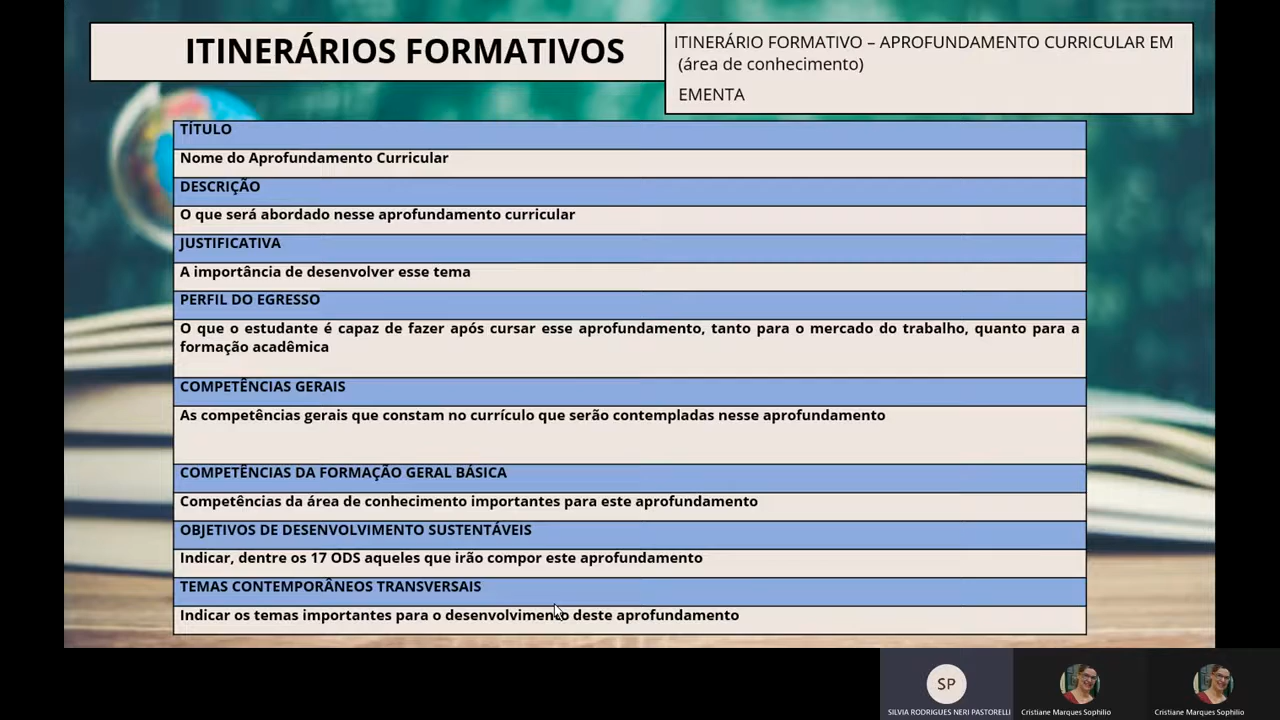 ITINERÁRIOS FORMATIVOS
ITINERÁRIO FORMATIVO – APROFUNDAMENTO CURRICULAR EM
(área de conhecimento)
EMENTA
TÍTULO
Nome do Aprofundamento Curricular
DESCRIÇÃO
O que será abordado nesse aprofundamento curricular
JUSTIFICATIVA
A importância de desenvolver esse tema
PERFIL DO EGRESSO
O que o estudante é capaz de fazer após cursar esse aprofundamento, tanto para o mercado do trabalho, quanto para a
formação acadêmica
COMPETÊNCIAS GERAIS
As competências gerais que constam no currículo que serão contempladas nesse aprofundamento
COMPETÊNCIAS DA FORMAÇÃO GERAL BÁSICA
Competências da área de conhecimento importantes para este aprofundamento
OBJETIVOS DE DESENVOLVIMENTO SUSTENTÁVEIS
Indicar, dentre os 17 ODS aqueles que irão compor este aprofundamento
TEMAS CONTEMPORÂNEOS TRANSVERSAIS
Indicar os temas importantes para o desenvolvimento deste aprofundamento
SP
SILVIA RODRIGUES NERI PASTORELLI
Cristiane Marques Sophilio
Cristiane Marques Sophilio